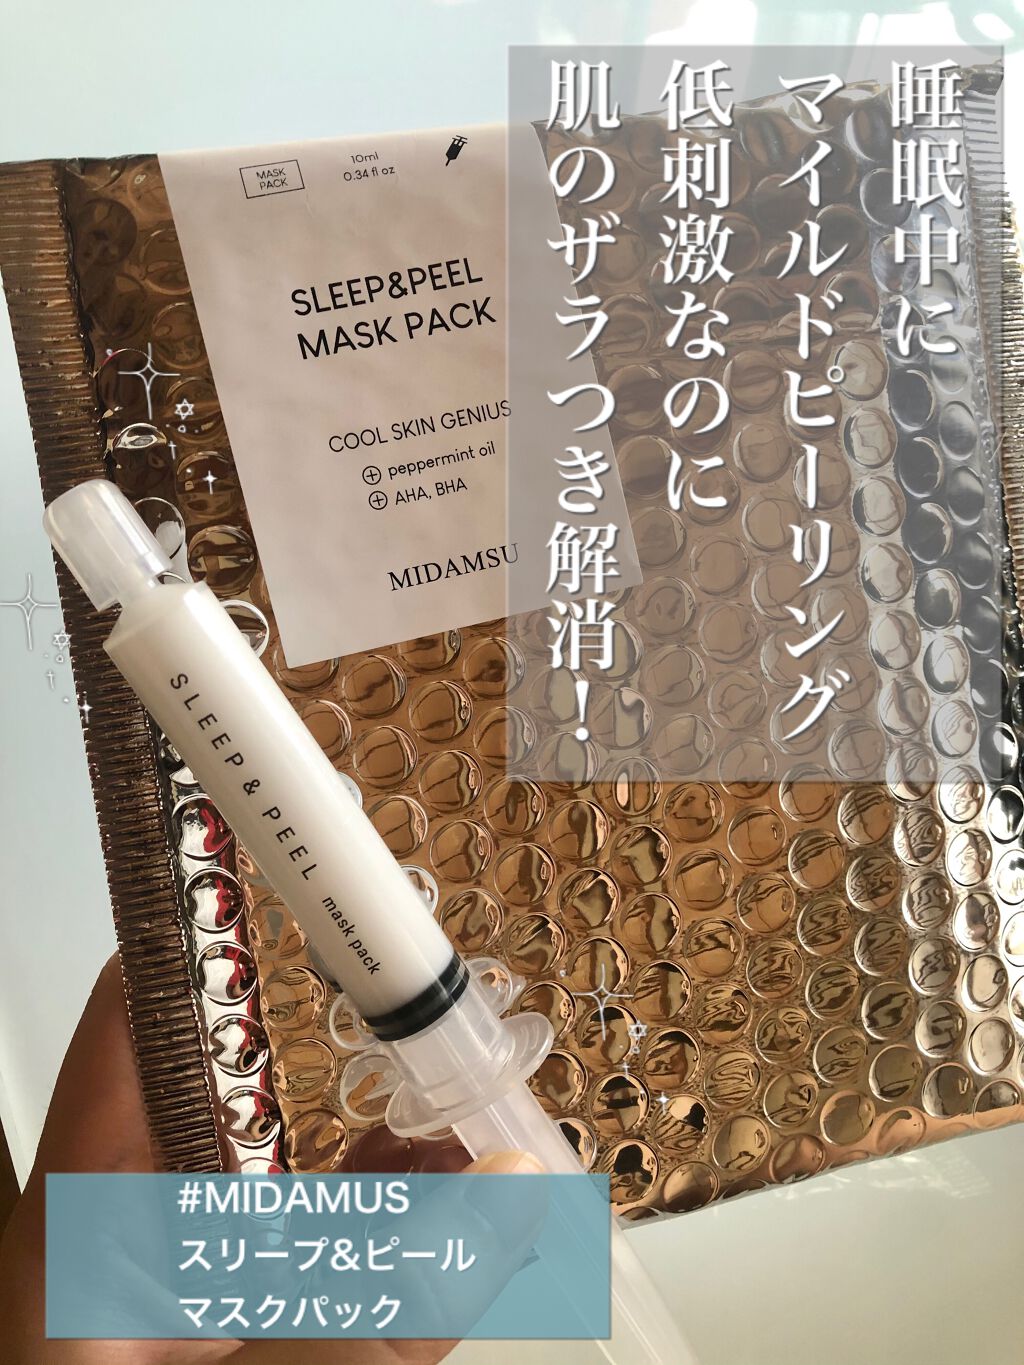 睡眠中に
マイルドピーリング
低刺激なのに
肌のザラつき解消！
MASK
PACK
10ml
0.34 fl oz
SLEEP&PEEL
MASK PACK
COOL SKIN GENIUS
peppermint oil
AHA, BHA
MIDAMSU
SLEEP & PEEL mask pack
#MIDAMUS
スリープ&ピール
マスクパック